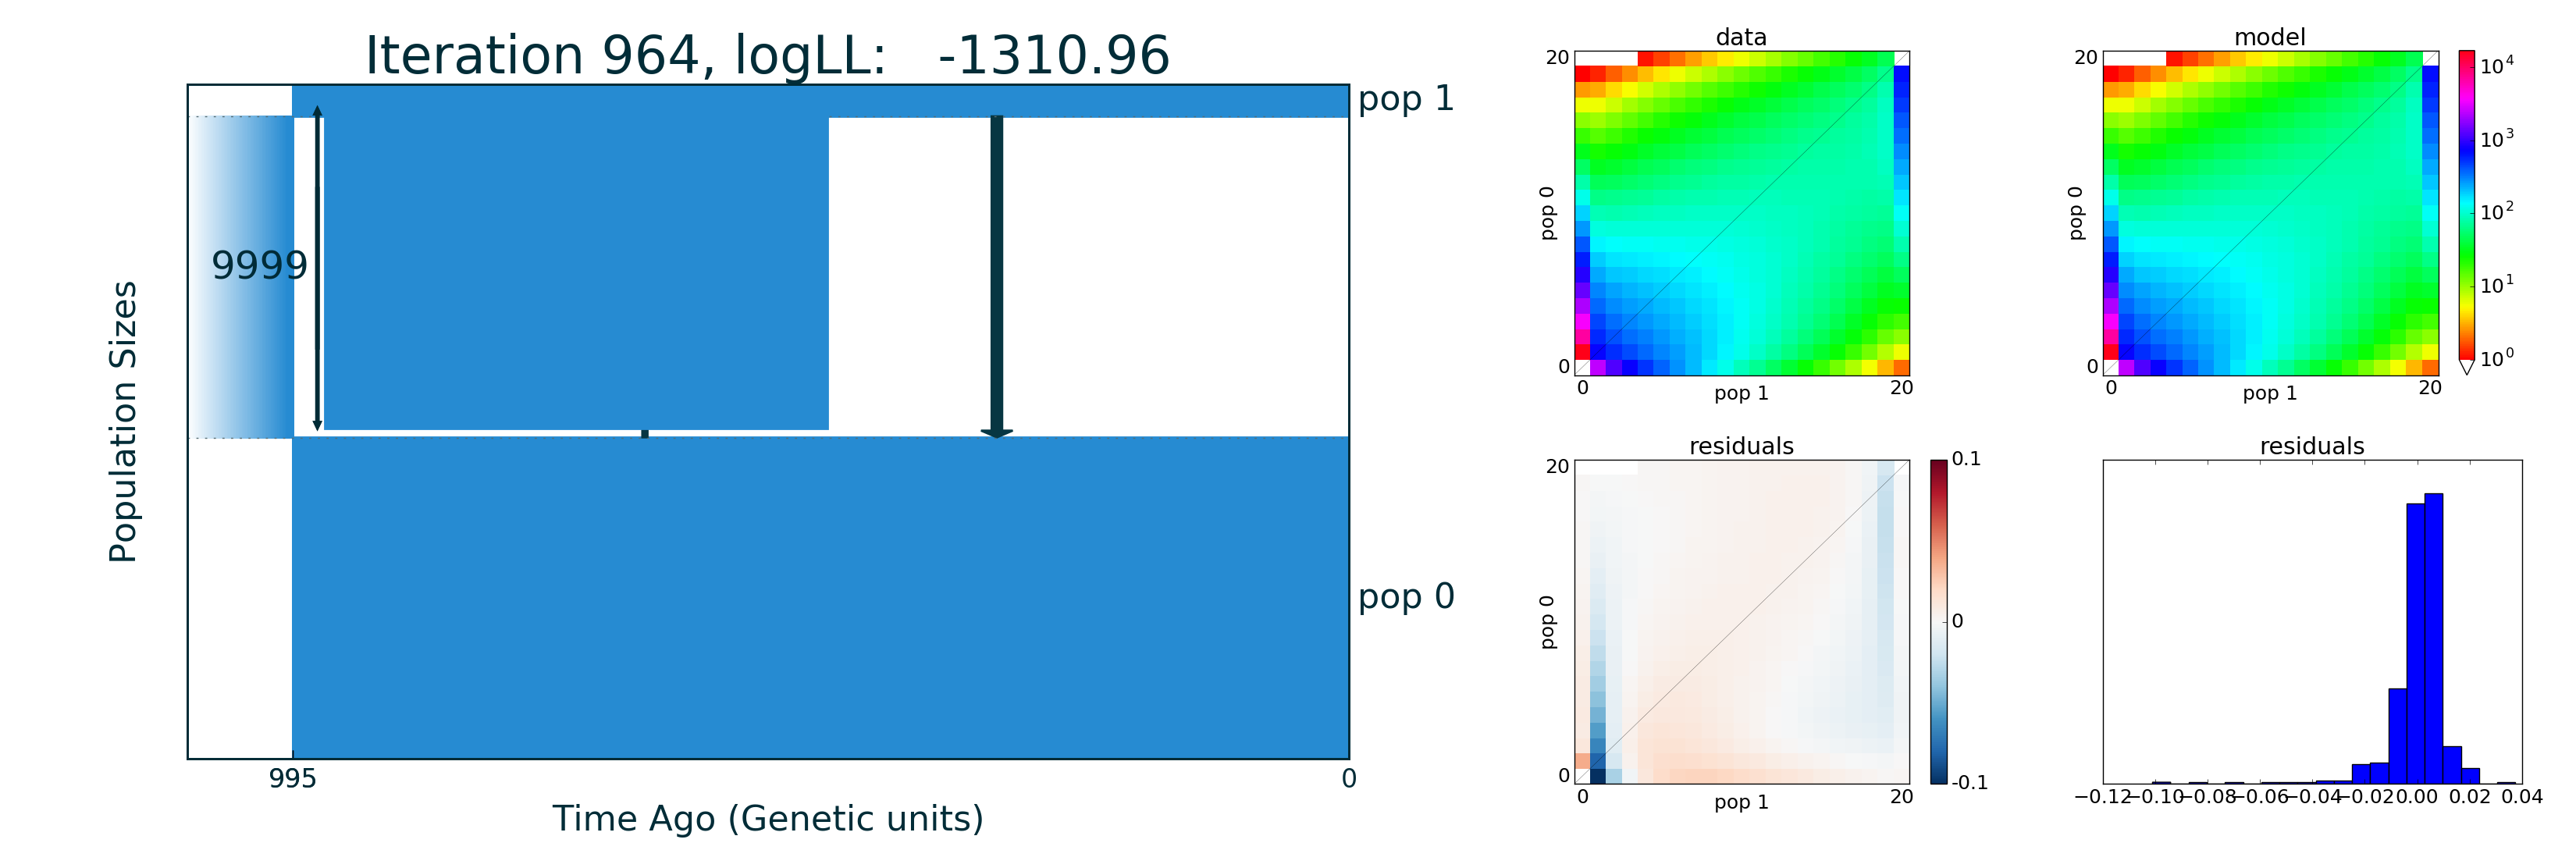 Iteration 964, logLL:   -1310.96
Population Sizes
9999
pop 1
pop 0
995
0
Time Ago (Genetic units)
data
20
pop 0
0
0
20
pop 1
model
20
pop 0
0
0
20
pop 1
10^4
10^3
10^2
10^1
10^0
residuals
20
pop 0
0
0
20
pop 1
0.1
0
-0.1
residuals
−0.12 −0.10 −0.08 −0.06 −0.04 −0.02 0.00 0.02 0.04